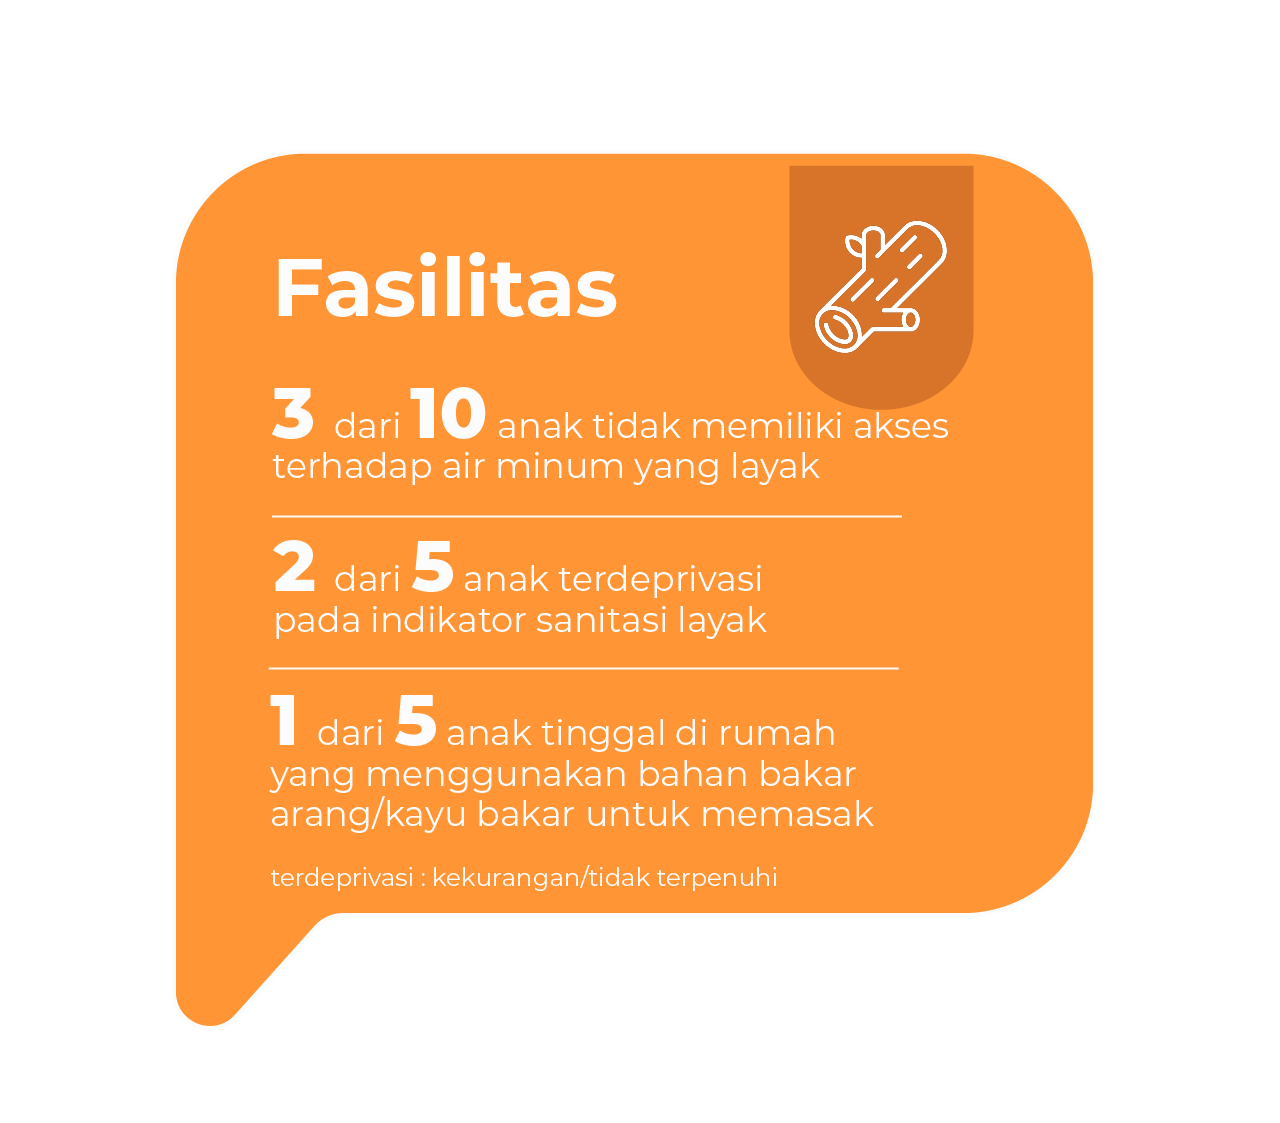 Fasilitas
3 dari 10 anak tidak memiliki akses
terhadap air minum yang layak
2 dari 5 anak terdeprivasi
pada indikator sanitasi layak
1 dari 5 anak tinggal di rumah
yang menggunakan bahan bakar
arang/kayu bakar untuk memasak
terdeprivasi : kekurangan/tidak terpenuhi